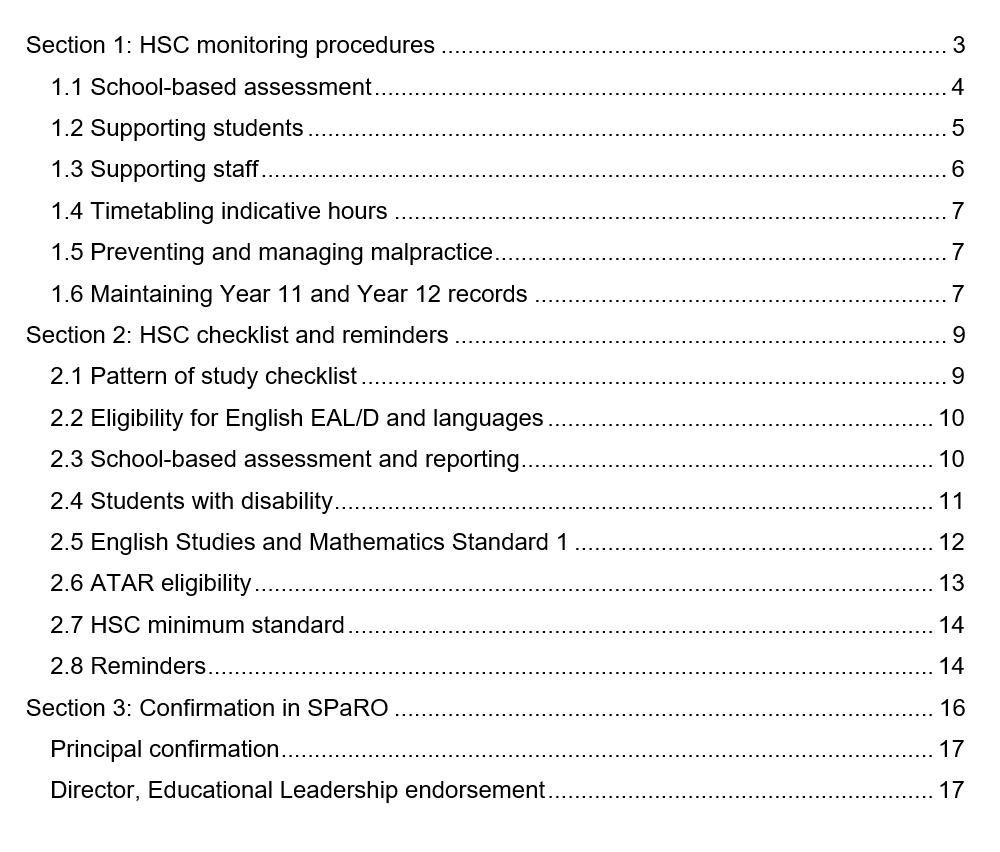 Section 1: HSC monitoring procedures ........................................................................... 3
1.1 School-based assessment..................................................................................... 4
1.2 Supporting students ............................................................................................... 5
1.3 Supporting staff...................................................................................................... 6
1.4 Timetabling indicative hours .................................................................................. 7
1.5 Preventing and managing malpractice................................................................... 7
1.6 Maintaining Year 11 and Year 12 records ............................................................. 7
Section 2: HSC checklist and reminders ......................................................................... 9
2.1 Pattern of study checklist ....................................................................................... 9
2.2 Eligibility for English EAL/D and languages ......................................................... 10
2.3 School-based assessment and reporting............................................................. 10
2.4 Students with disability......................................................................................... 11
2.5 English Studies and Mathematics Standard 1 ..................................................... 12
2.6 ATAR eligibility ..................................................................................................... 13
2.7 HSC minimum standard ....................................................................................... 14
2.8 Reminders............................................................................................................ 14
Section 3: Confirmation in SPaRO ................................................................................ 16
Principal confirmation................................................................................................. 17
Director, Educational Leadership endorsement ......................................................... 17